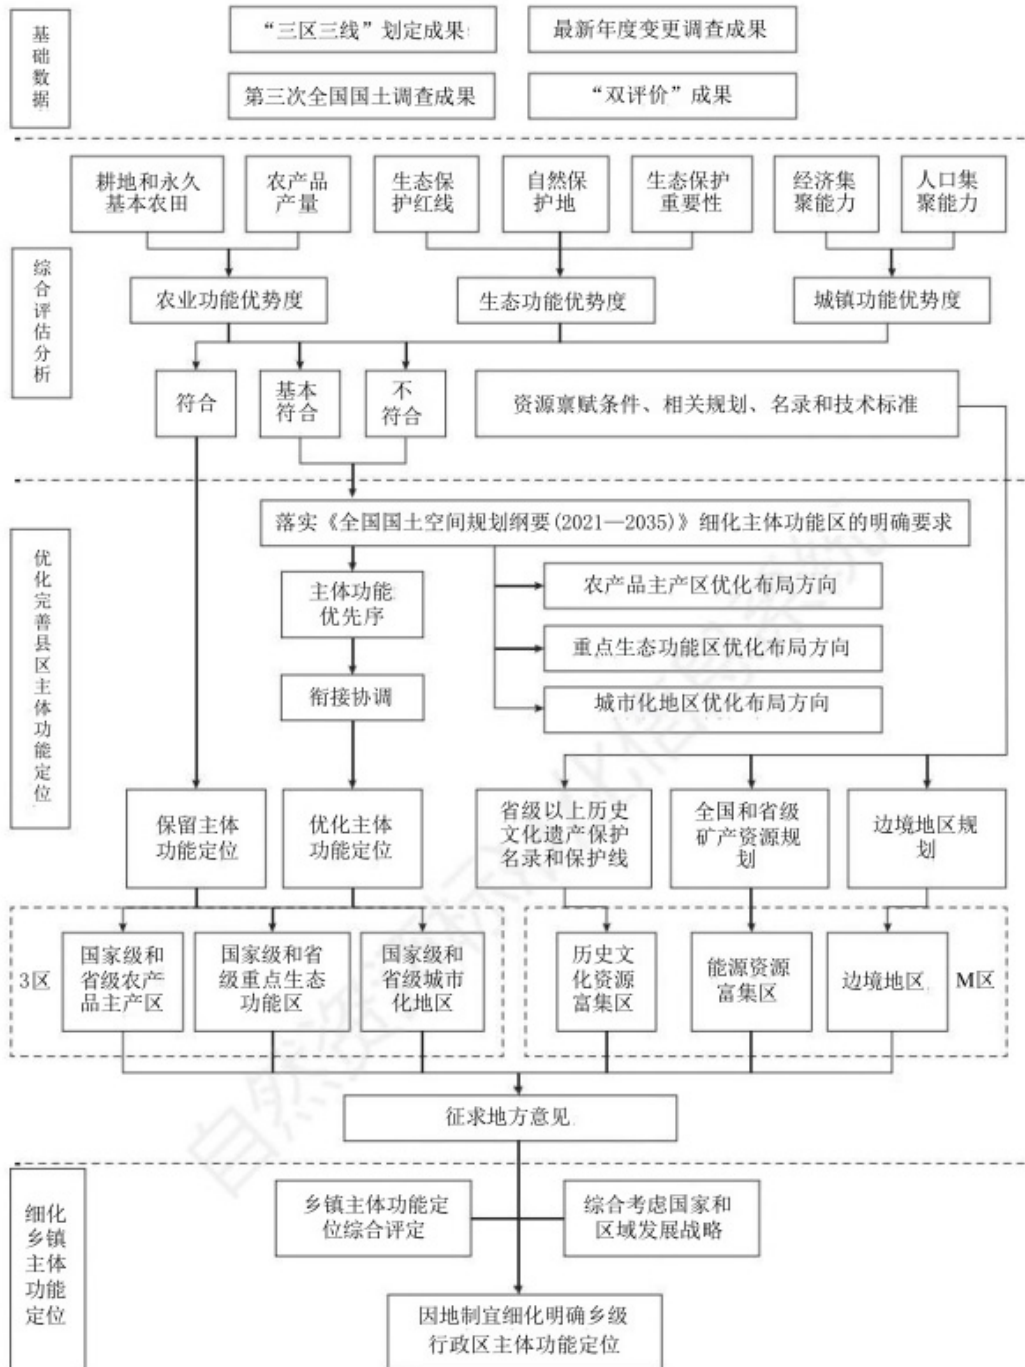 基
础
数
据
“三区三线”划定成果
最新年度变更调查成果
第三次全国国土调查成果
“双评价”成果
综
合
评
估
分
析
耕地和永久
基本农田
农产品
产量
生态保
护红线
自然保
护地
生态保护
重要性
经济集
聚能力
人口集
聚能力
农业功能优势度
生态功能优势度
城镇功能优势度
符合
基本
符合
不
符合
资源禀赋条件、相关规划、名录和技术标准
优
化
完
善
县
区
主
体
功
能
定
位
落实《全国国土空间规划纲要(2021—2035)》细化主体功能区的明确要求
主体功能
优先序
衔接协调
农产品主产区优化布局方向
重点生态功能区优化布局方向
城市化地区优化布局方向
保留主体
功能定位
优化主体
功能定位
省级以上历史
文化遗产保护
名录和保护线
全国和省级
矿产资源规
划
边境地区规
划
3区
国家级和
省级农产
品主产区
国家级和省
级重点生态
功能区
国家级和
省级城市
化地区
历史文
化资源
富集区
能源资源
富集区
边境地区
M区
征求地方意见
细化
乡镇
主体
功能
定位
乡镇主体功能定
位综合评定
综合考虑国家和
区域发展战略
因地制宜细化明确乡级
行政区主体功能定位